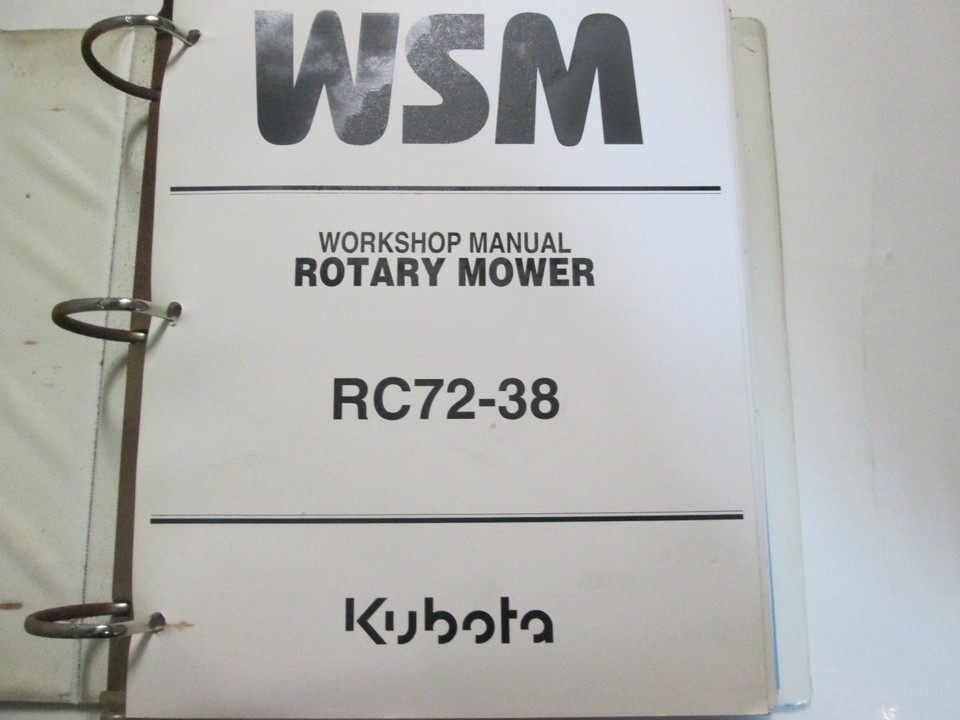 WSM
WORKSHOP MANUAL
ROTARY MOWER
RC72-38
Kubota